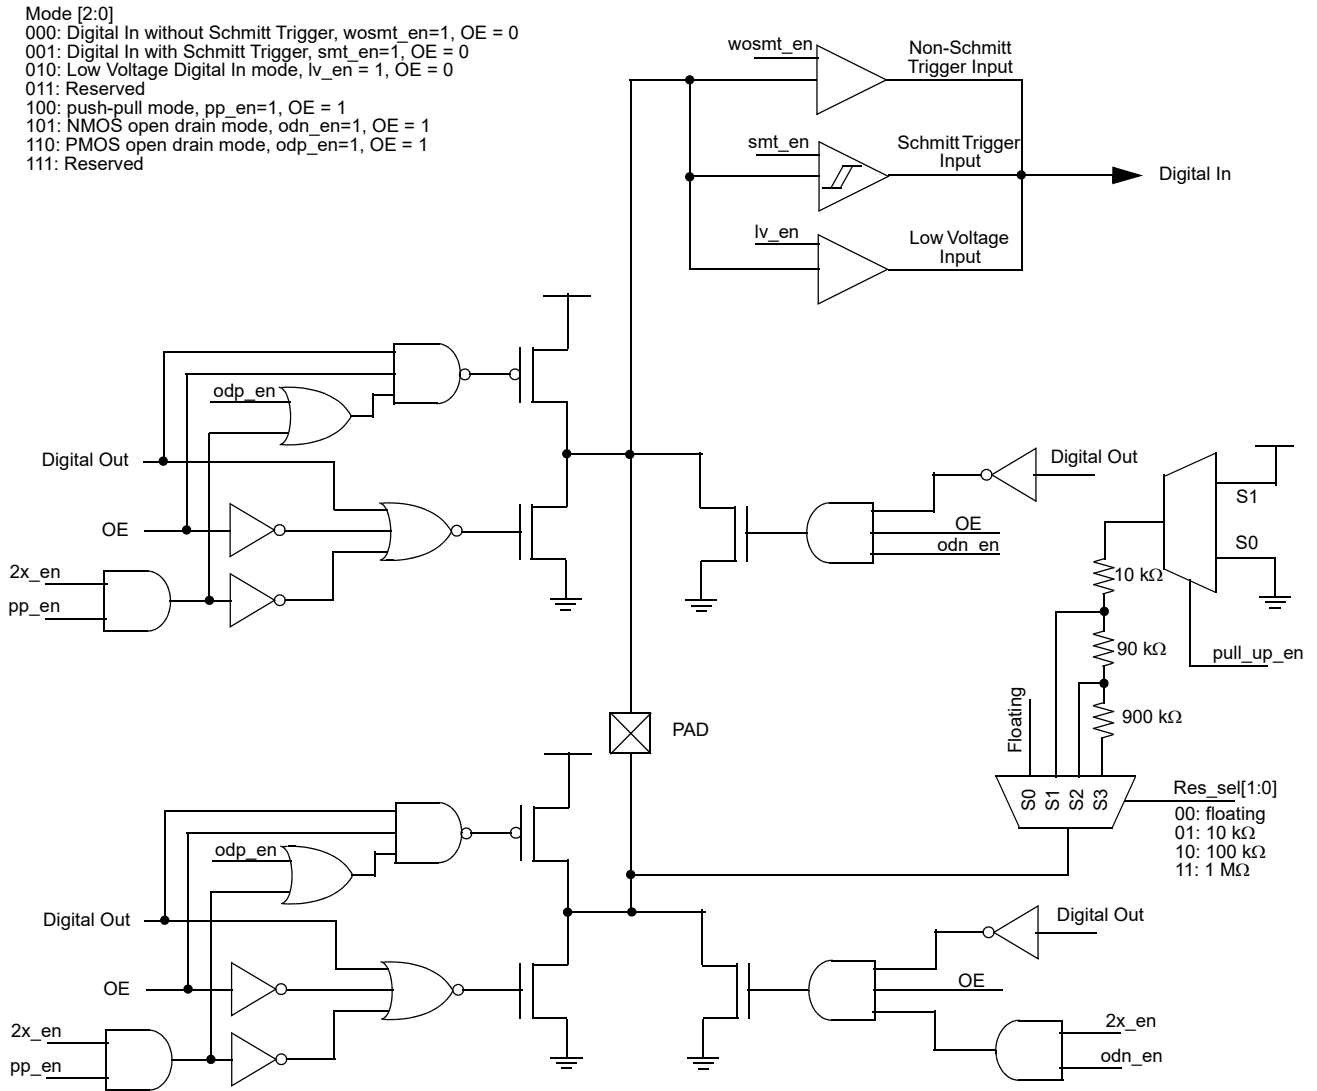 Mode [2:0]
000: Digital In without Schmitt Trigger, wosmt_en=1, OE = 0
001: Digital In with Schmitt Trigger, smt_en=1, OE = 0
010: Low Voltage Digital In mode, lv_en = 1, OE = 0
011: Reserved
100: push-pull mode, pp_en=1, OE = 1
101: NMOS open drain mode, odn_en=1, OE = 1
110: PMOS open drain mode, odp_en=1, OE = 1
111: Reserved
wosmt_en
Non-Schmitt
Trigger Input
smt_en
Schmitt Trigger
Input
Digital In
lv_en
Low Voltage
Input
odp_en
Digital Out
OE
2x_en
pp_en
Digital Out
OE
odn_en
S1
S0
10 kΩ
90 kΩ
900 kΩ
pull_up_en
Floating
PAD
S0
S1
S2
S3
Res_sel[1:0]
00: floating
01: 10 kΩ
10: 100 kΩ
11: 1 MΩ
odp_en
Digital Out
OE
2x_en
pp_en
Digital Out
OE
2x_en
odn_en